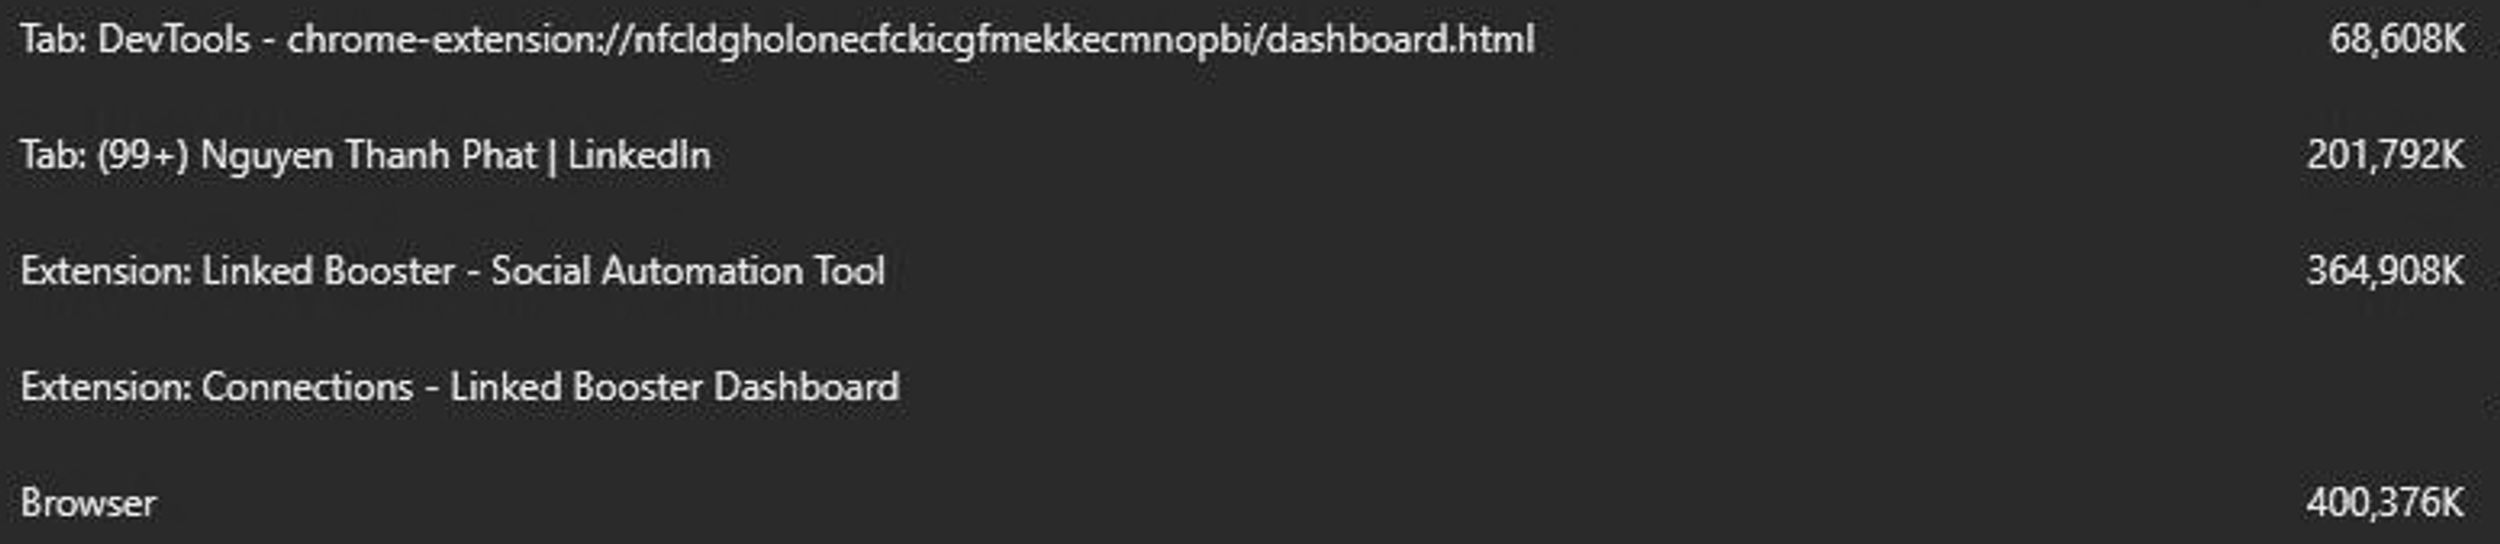 Tab: DevTools - chrome-extension://nfcldgholonecfckicgfmekkecmnopbi/dashboard.html 68,608K
Tab: (99+) Nguyen Thanh Phat | LinkedIn 201,792K
Extension: Linked Booster - Social Automation Tool 364,908K
Extension: Connections - Linked Booster Dashboard
Browser 400,376K